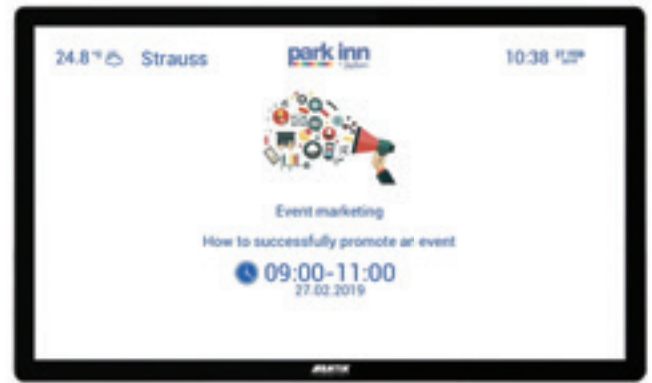 24.8 °F Strauss
park inn
10:38
Event marketing
How to successfully promote an event
09:00-11:00
27.02.2019